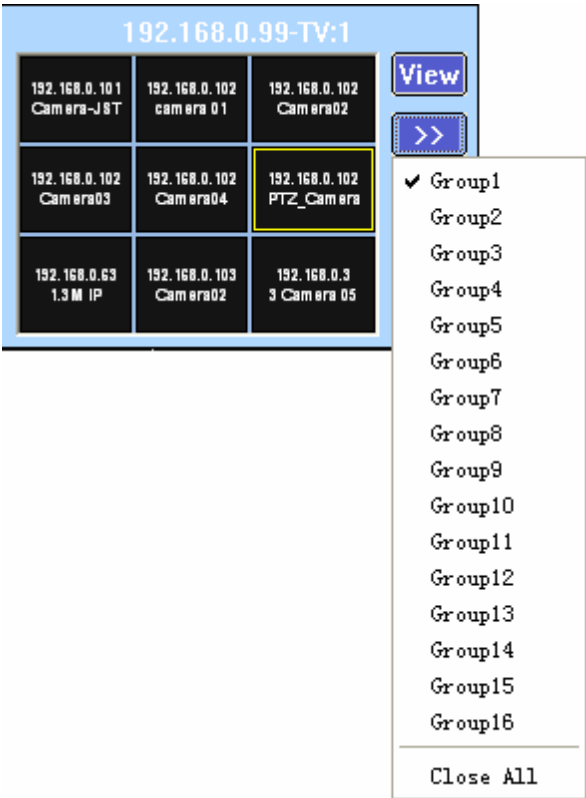 192.168.0.99-TV:1
View
>>
192.168.0.101
Camera-JST
192.168.0.102
camera 01
192.168.0.102
Camera02
192.168.0.102
Camera03
192.168.0.102
Camera04
192.168.0.102
PTZ_Camera
192.168.0.63
1.3M IP
192.168.0.103
Camera02
192.168.0.3
3 Camera 05
✔ Group1
Group2
Group3
Group4
Group5
Group6
Group7
Group8
Group9
Group10
Group11
Group12
Group13
Group14
Group15
Group16
Close All